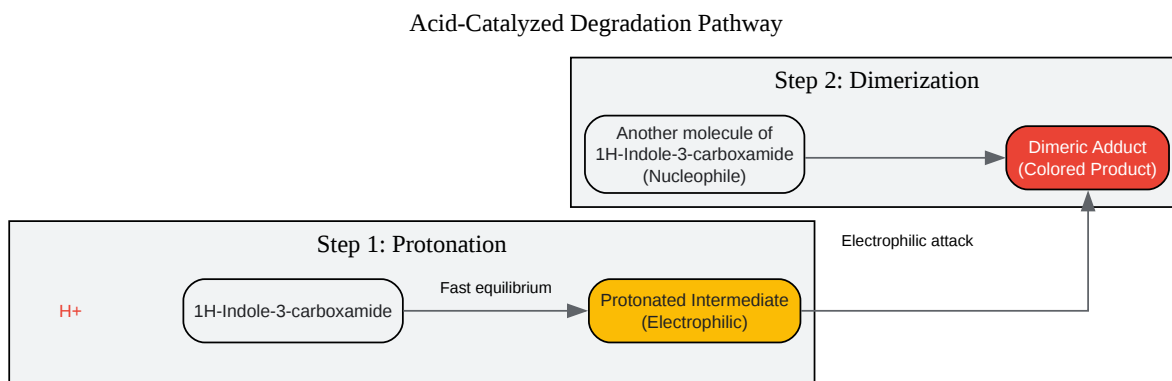 Acid-Catalyzed Degradation Pathway
Step 2: Dimerization
Another molecule of
1H-Indole-3-carboxamide
(Nucleophile)
Dimeric Adduct
(Colored Product)
Step 1: Protonation
Electrophilic attack
H+
1H-Indole-3-carboxamide
Fast equilibrium
Protonated Intermediate
(Electrophilic)